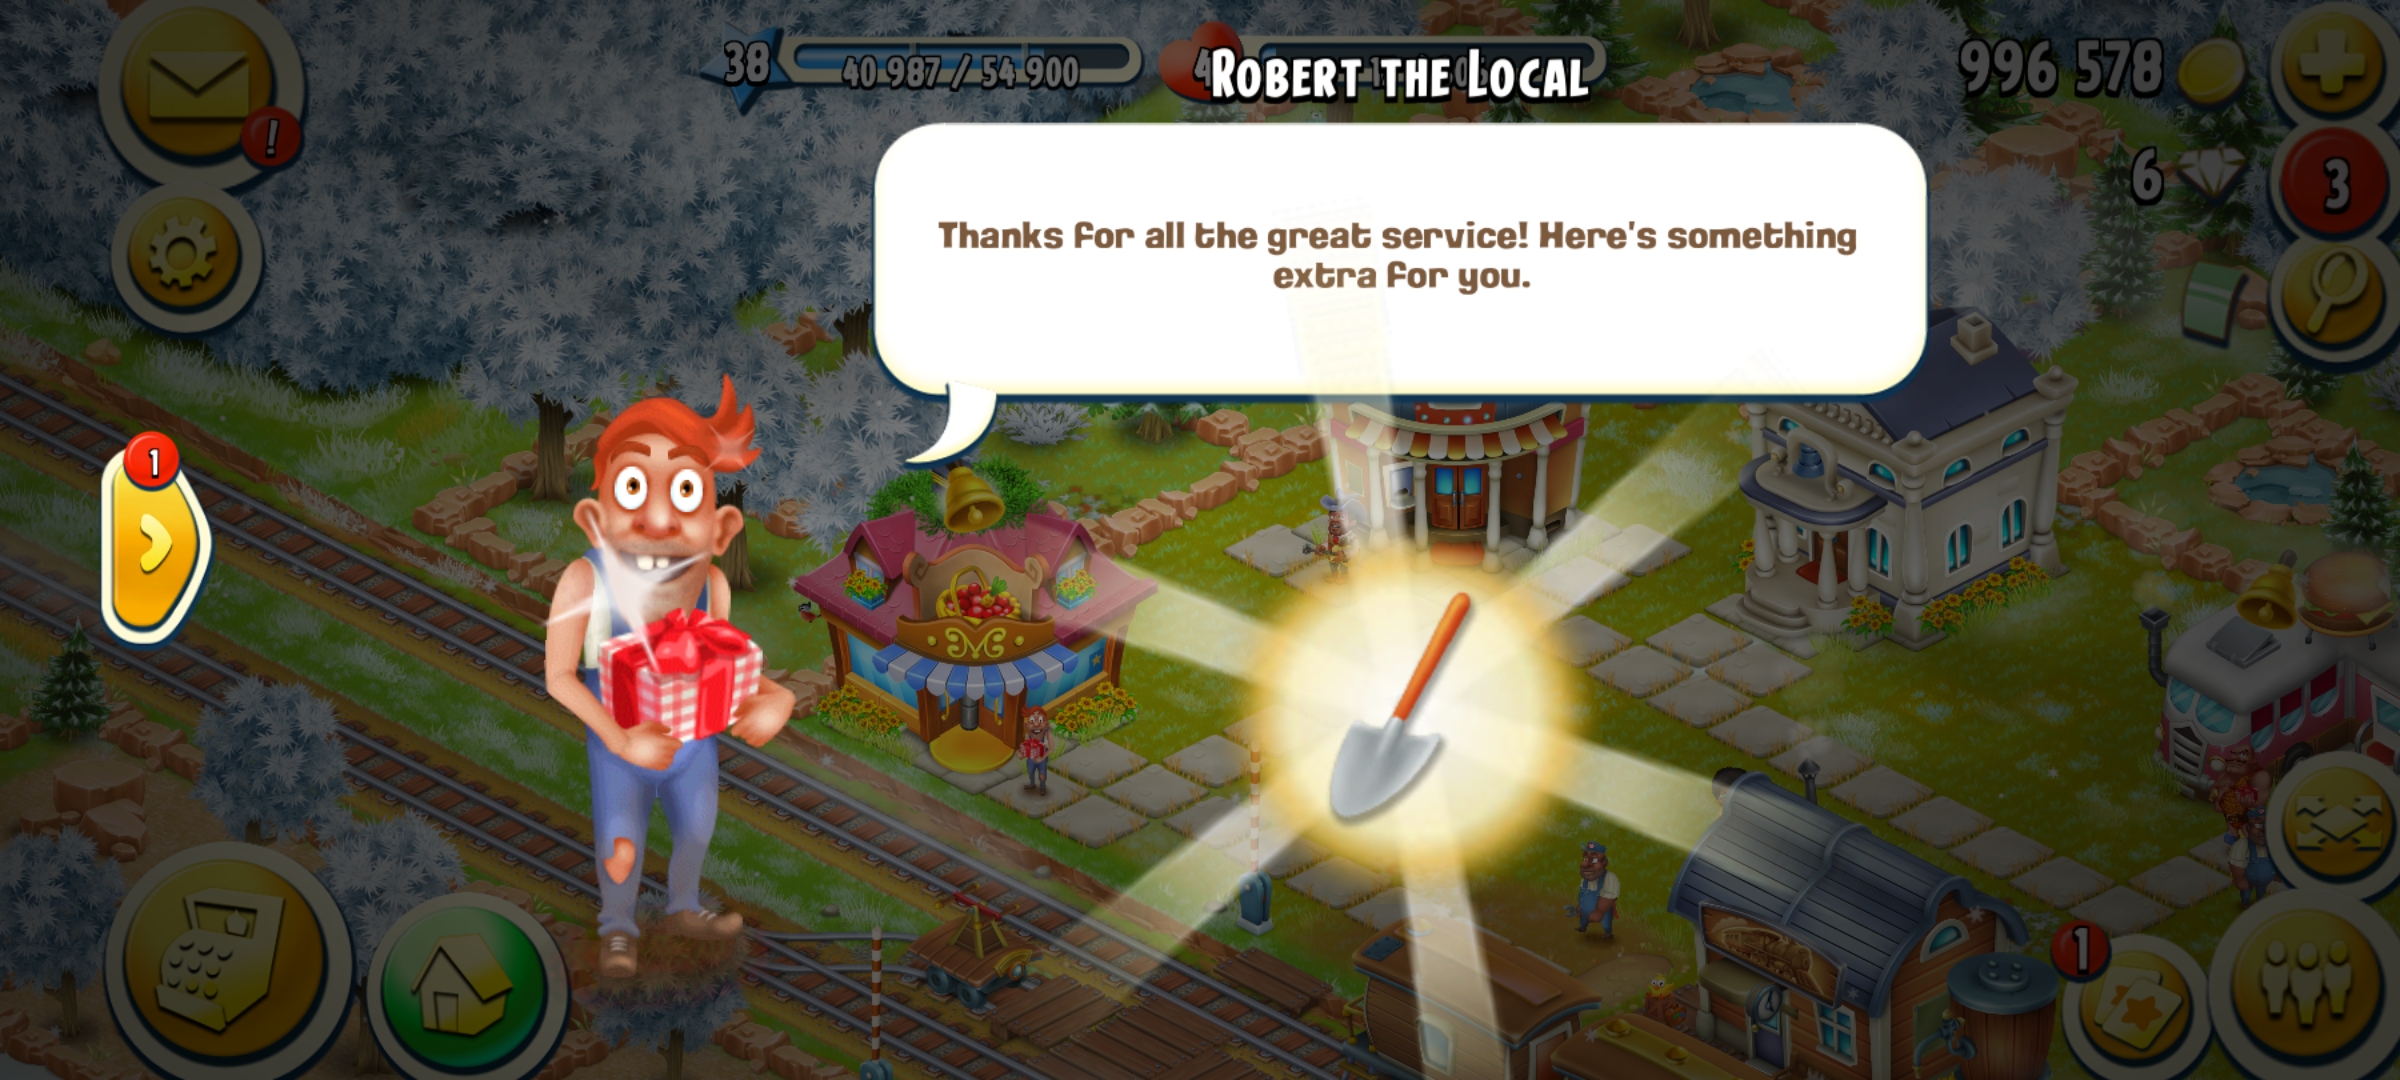 38
40 987 / 54 900
ROBERT THE LOCAL
996 578
6
3
Thanks for all the great service! Here's something
extra for you.
1
1